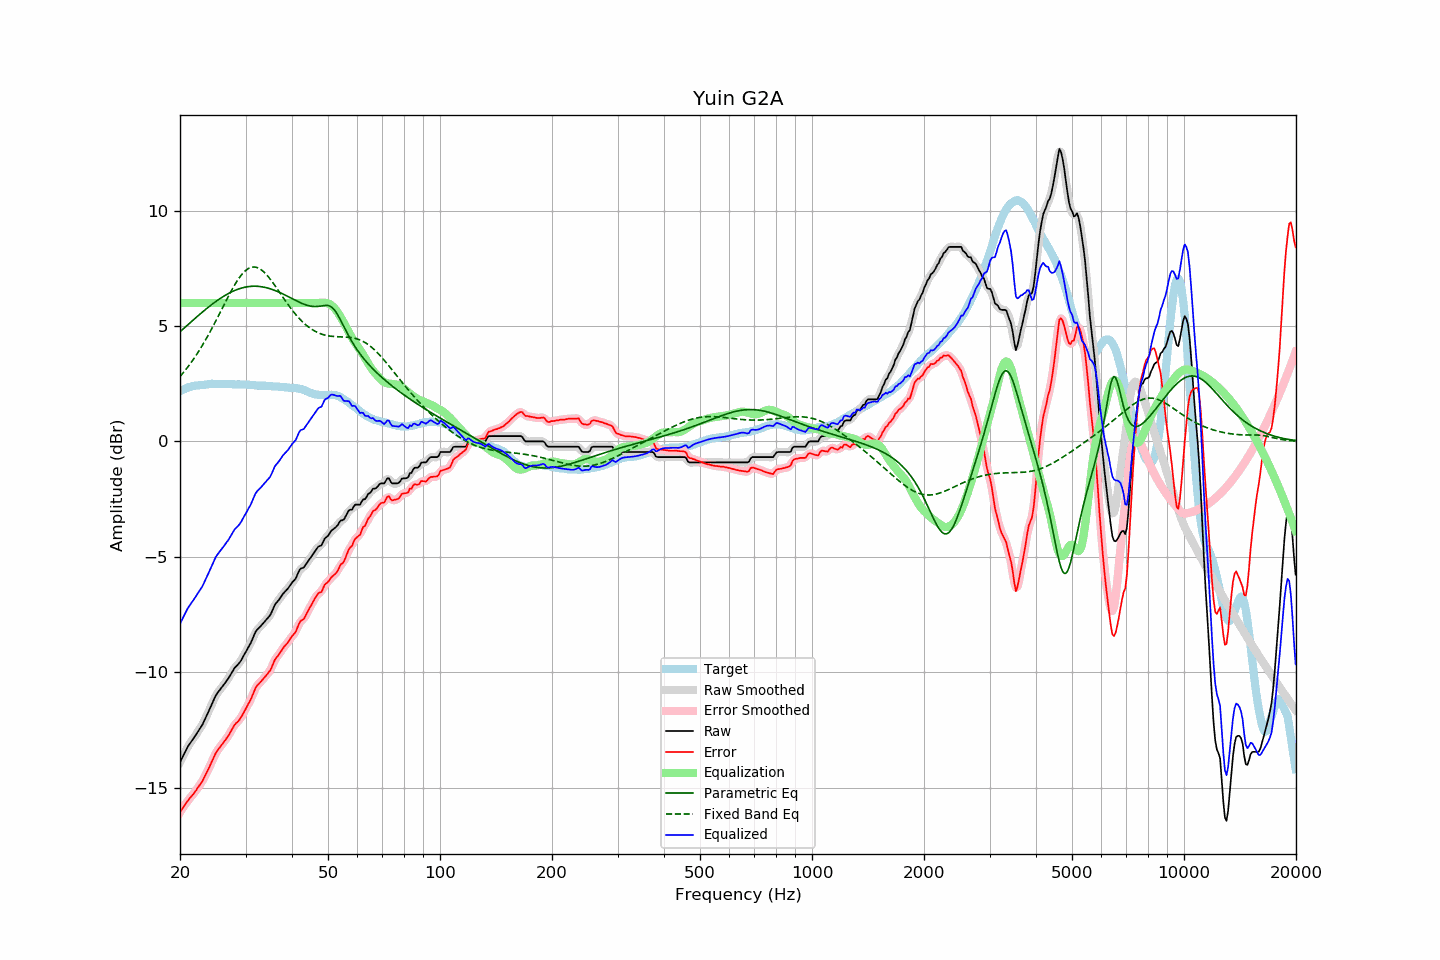 Yuin G2A
Amplitude (dBr)
10
5
0
−5
−10
−15
Target
Raw Smoothed
Error Smoothed
Raw
Error
Equalization
Parametric Eq
Fixed Band Eq
Equalized
20 50 100 200 500 1000 2000 5000 10000 20000
Frequency (Hz)